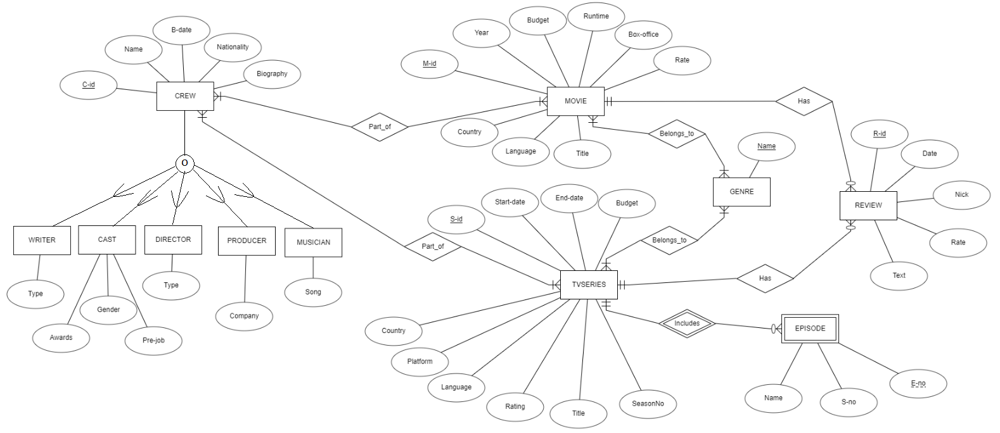 CREW
C-id
Name
B-date
Nationality
Biography
O
WRITER
Type
CAST
Awards
Gender
Pre-job
DIRECTOR
Type
PRODUCER
Company
MUSICIAN
Song
Part_of
Part_of
MOVIE
M-id
Year
Budget
Runtime
Box-office
Rate
Country
Language
Title
Belongs_to
Has
GENRE
Name
REVIEW
R-id
Date
Nick
Rate
Text
Belongs_to
Has
TVSERIES
S-id
Start-date
End-date
Budget
Country
Platform
Language
Rating
Title
SeasonNo
Includes
EPISODE
Name
S-no
E-no